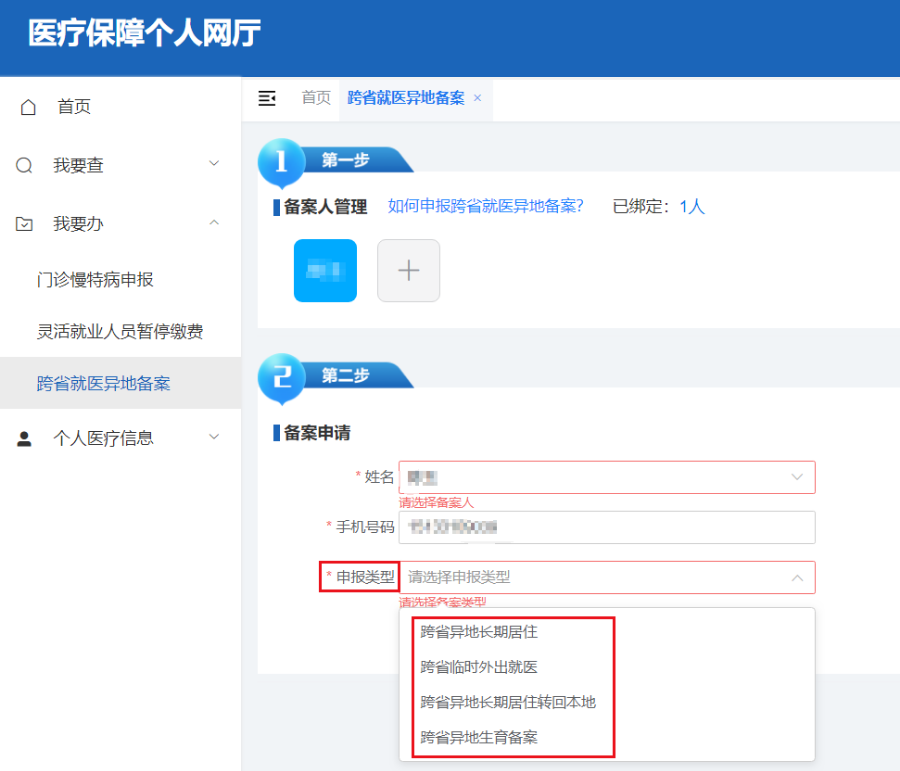 医疗保障个人网厅
首页
我要查
我要办
门诊慢特病申报
灵活就业人员暂停缴费
跨省就医异地备案
个人医疗信息
首页 跨省就医异地备案 ×
1 第一步
备案人管理 如何申报跨省就医异地备案? 已绑定: 1人
2 第二步
备案申请
* 姓名
请选择备案人
* 手机号码
* 申报类型 请选择申报类型
请选择备案类型
跨省异地长期居住
跨省临时外出就医
跨省异地长期居住转回本地
跨省异地生育备案